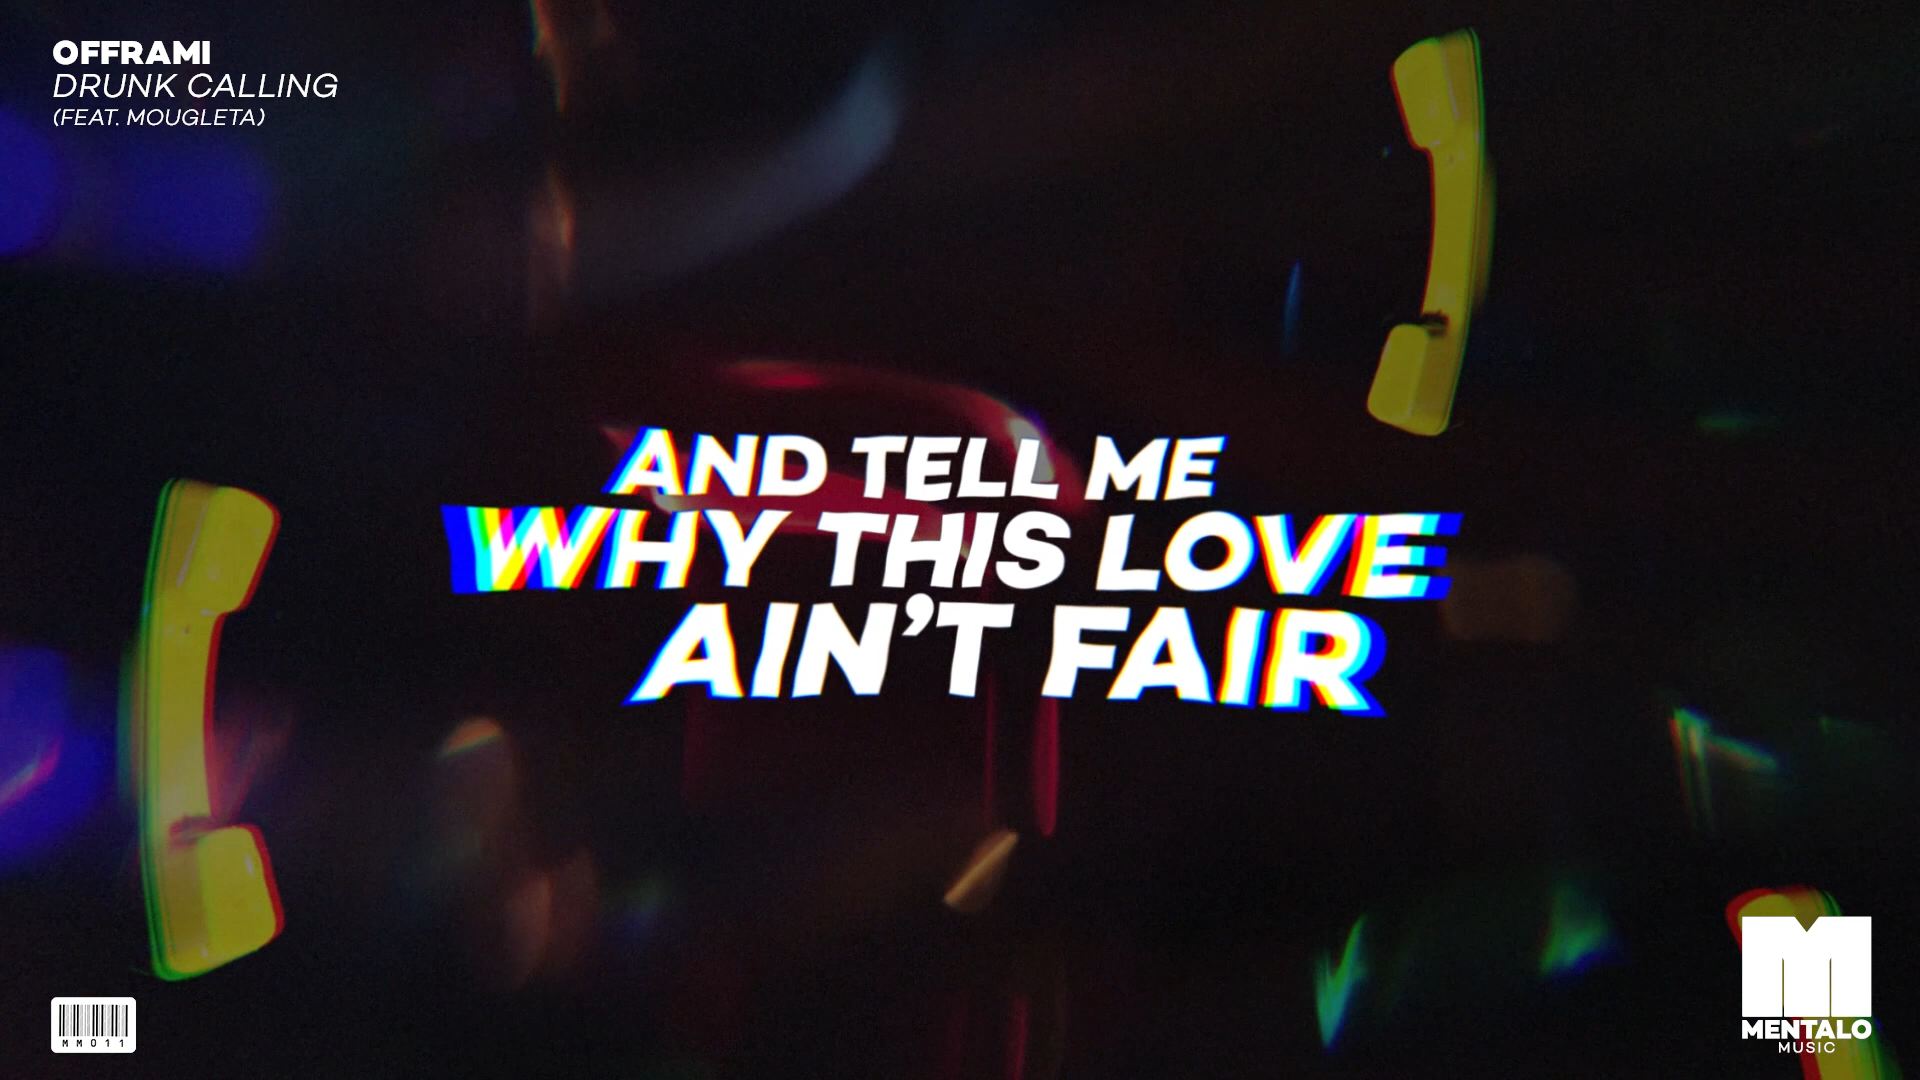 OFFRAMI
DRUNK CALLING
(FEAT. MOUGLETA)
AND TELL ME
WHY THIS LOVE
AIN'T FAIR
MM011
M
MENTALO
MUSIC